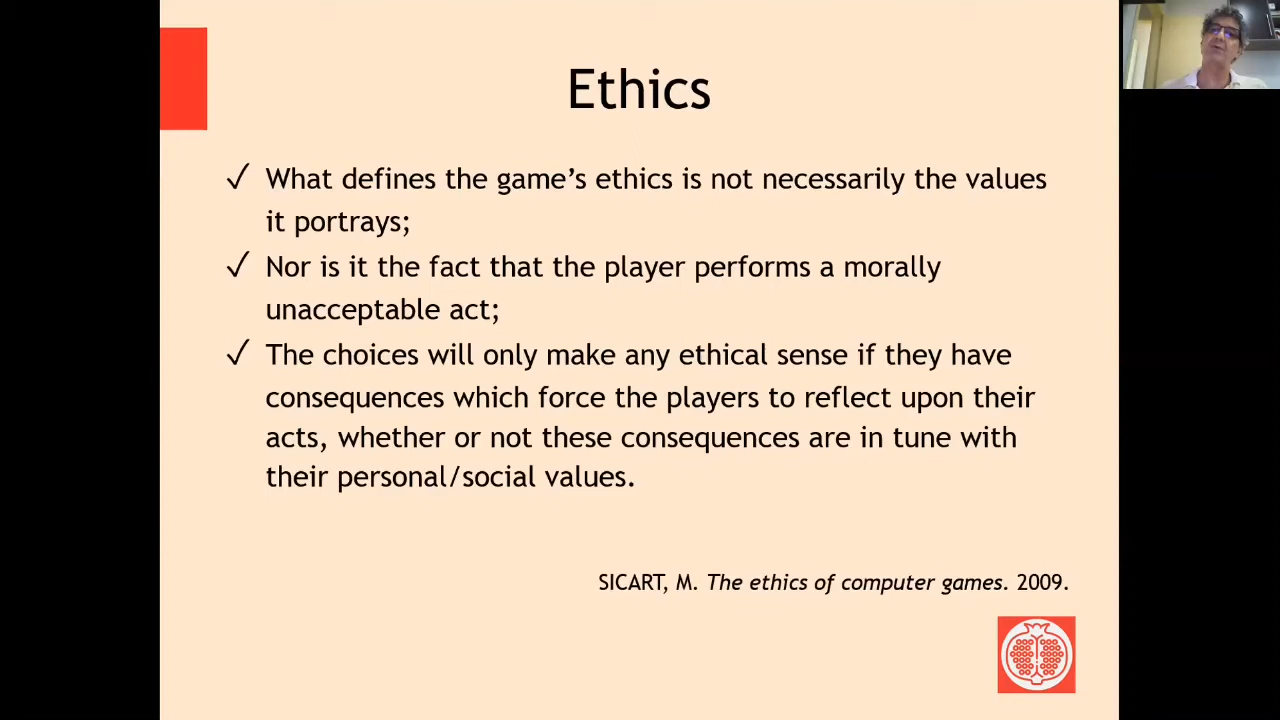 Ethics
✓ What defines the game's ethics is not necessarily the values
it portrays;
✓ Nor is it the fact that the player performs a morally
unacceptable act;
✓ The choices will only make any ethical sense if they have
consequences which force the players to reflect upon their
acts, whether or not these consequences are in tune with
their personal/social values.
SICART, M. The ethics of computer games. 2009.